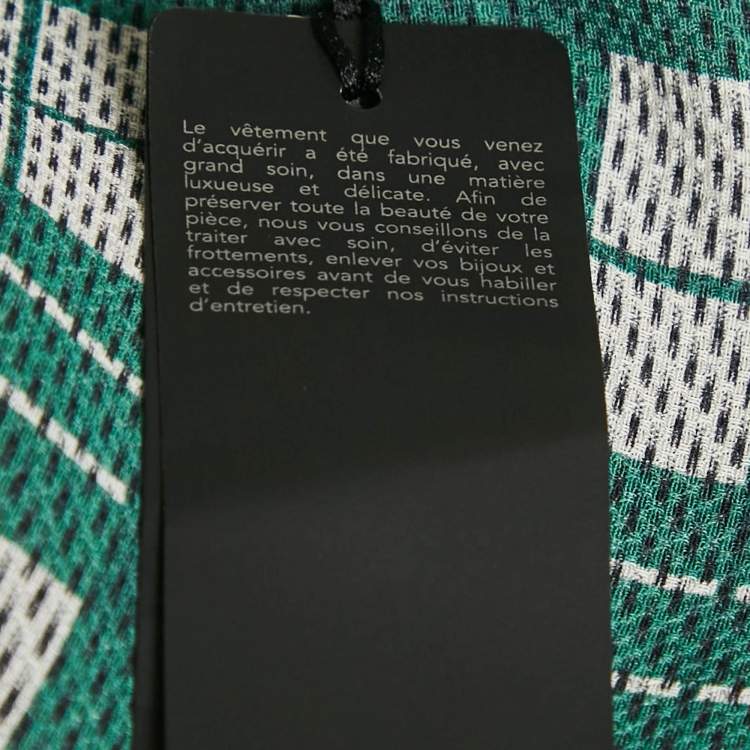 Le vêtement que vous venez
d'acquérir a été fabriqué, avec
grand soin, dans une matière
luxueuse et délicate. Afin de
préserver toute la beauté de votre
pièce, nous vous conseillons de la
traiter avec soin, d'éviter les
frottements, enlever vos bijoux et
accessoires avant de vous habiller
et de respecter nos instructions
d'entretien.